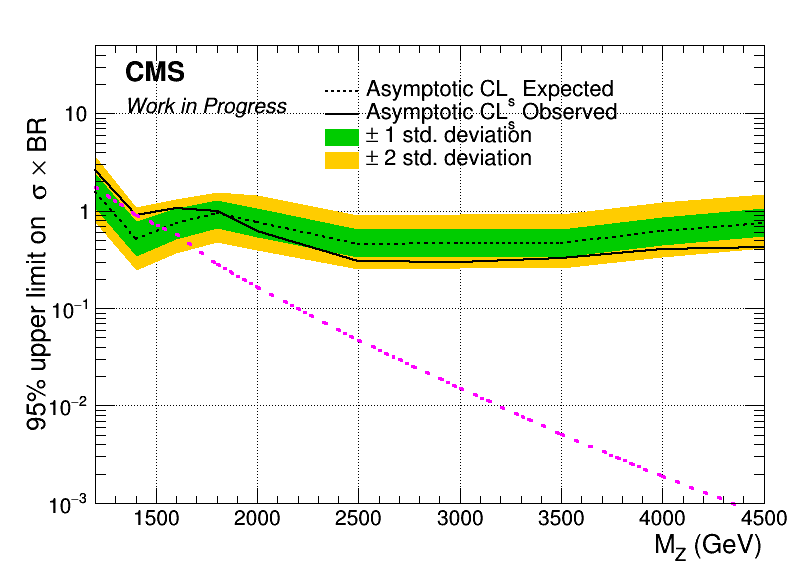 CMS
Work in Progress
Asymptotic CLs Expected
Asymptotic CLs Observed
± 1 std. deviation
± 2 std. deviation
95% upper limit on σ × BR
10
1
10⁻¹
10⁻²
10⁻³
1500 2000 2500 3000 3500 4000 4500
M_Z (GeV)